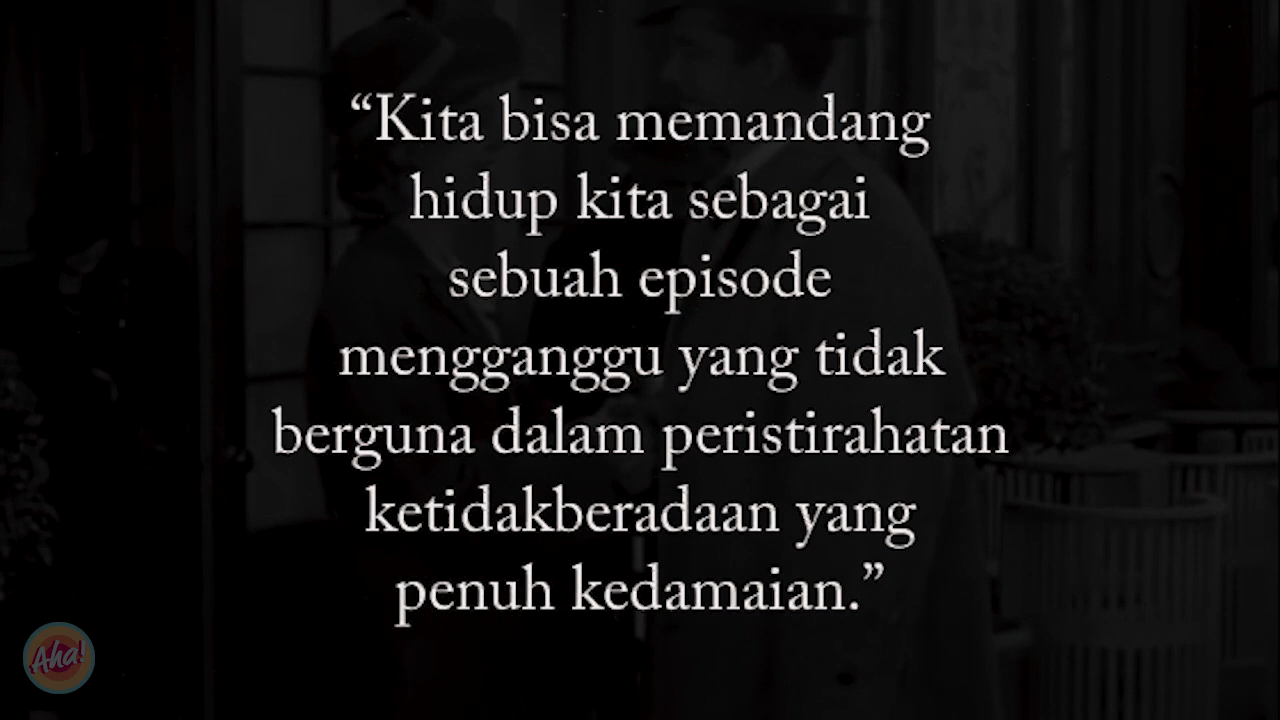 “Kita bisa memandang
hidup kita sebagai
sebuah episode
mengganggu yang tidak
berguna dalam peristirahatan
ketidakberadaan yang
penuh kedamaian.”
Aha!